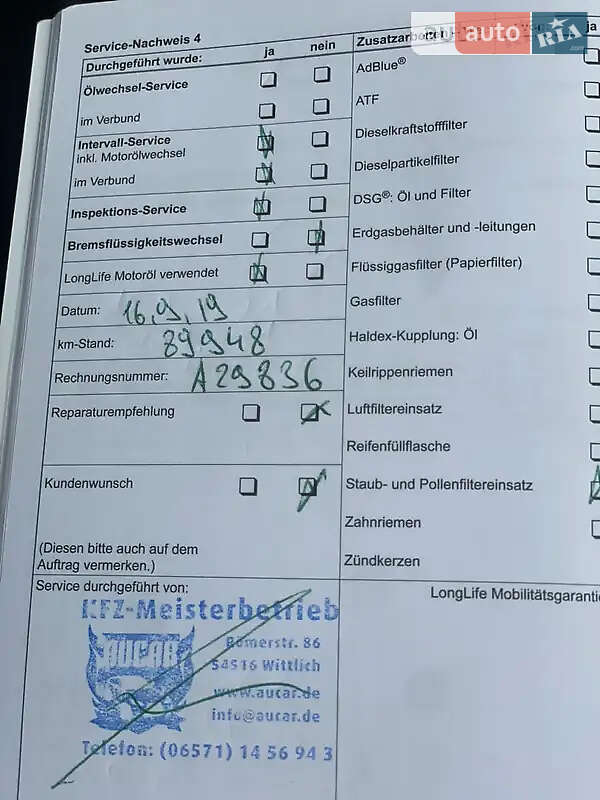 Service-Nachweis 4
Durchgeführt wurde: ja nein
Ölwechsel-Service
im Verbund
Intervall-Service
inkl. Motorölwechsel
im Verbund
Inspektions-Service
Bremsflüssigkeitswechsel
LongLife Motoröl verwendet
Datum: 16.9.19
km-Stand: 89948
Rechnungsnummer: A29836
Reparaturempfehlung
Kundenwunsch
(Diesen bitte auch auf dem
Auftrag vermerken.)
Service durchgeführt von:
KFZ-Meisterbetrieb
AUCAR
Römerstr. 86
54516 Wittlich
www.aucar.de
info@aucar.de
Telefon: (06571) 14 56 94 3
Zusatzarbeiten
ja
AdBlue®
ATF
Dieselkraftstofffilter
Dieselpartikelfilter
DSG®: Öl und Filter
Erdgasbehälter und -leitungen
Flüssiggasfilter (Papierfilter)
Gasfilter
Haldex-Kupplung: Öl
Keilrippenriemen
Luftfiltereinsatz
Reifenfüllflasche
Staub- und Pollenfiltereinsatz
Zahnriemen
Zündkerzen
LongLife Mobilitätsgarantie
auto
RIA
.com